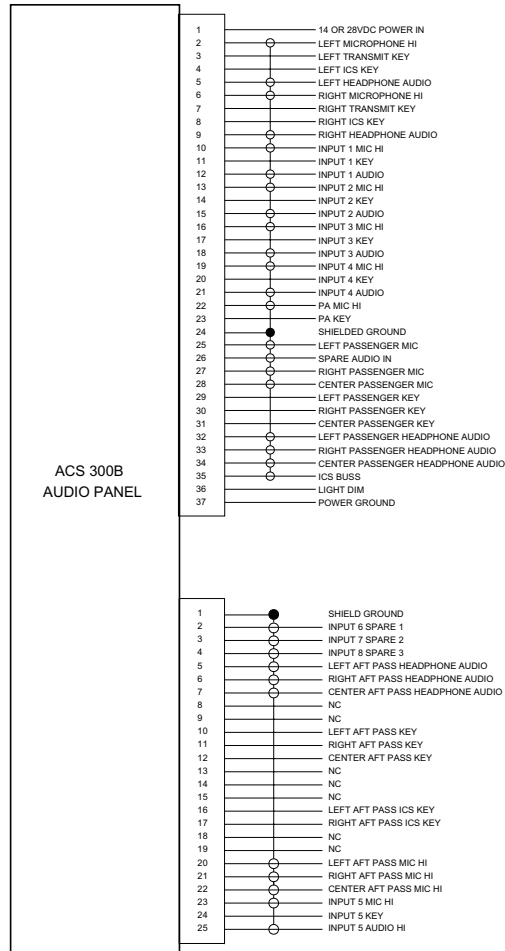 1 14 OR 28VDC POWER IN
2 LEFT MICROPHONE HI
3 LEFT TRANSMIT KEY
4 LEFT ICS KEY
5 LEFT HEADPHONE AUDIO
6 RIGHT MICROPHONE HI
7 RIGHT TRANSMIT KEY
8 RIGHT ICS KEY
9 RIGHT HEADPHONE AUDIO
10 INPUT 1 MIC HI
11 INPUT 1 KEY
12 INPUT 1 AUDIO
13 INPUT 2 MIC HI
14 INPUT 2 KEY
15 INPUT 2 AUDIO
16 INPUT 3 MIC HI
17 INPUT 3 KEY
18 INPUT 3 AUDIO
19 INPUT 4 MIC HI
20 INPUT 4 KEY
21 INPUT 4 AUDIO
22 PA MIC HI
23 PA KEY
24 SHIELDED GROUND
25 LEFT PASSENGER MIC
26 SPARE AUDIO IN
27 RIGHT PASSENGER MIC
28 CENTER PASSENGER MIC
29 LEFT PASSENGER KEY
30 RIGHT PASSENGER KEY
31 CENTER PASSENGER KEY
32 LEFT PASSENGER HEADPHONE AUDIO
33 RIGHT PASSENGER HEADPHONE AUDIO
34 CENTER PASSENGER HEADPHONE AUDIO
35 ICS BUSS
36 LIGHT DIM
37 POWER GROUND
ACS 300B
AUDIO PANEL
1 SHIELD GROUND
2 INPUT 6 SPARE 1
3 INPUT 7 SPARE 2
4 INPUT 8 SPARE 3
5 LEFT AFT PASS HEADPHONE AUDIO
6 RIGHT AFT PASS HEADPHONE AUDIO
7 CENTER AFT PASS HEADPHONE AUDIO
8 NC
9 NC
10 LEFT AFT PASS KEY
11 RIGHT AFT PASS KEY
12 CENTER AFT PASS KEY
13 NC
14 NC
15 NC
16 LEFT AFT PASS ICS KEY
17 RIGHT AFT PASS ICS KEY
18 NC
19 NC
20 LEFT AFT PASS MIC HI
21 RIGHT AFT PASS MIC HI
22 CENTER AFT PASS MIC HI
23 INPUT 5 MIC HI
24 INPUT 5 KEY
25 INPUT 5 AUDIO HI